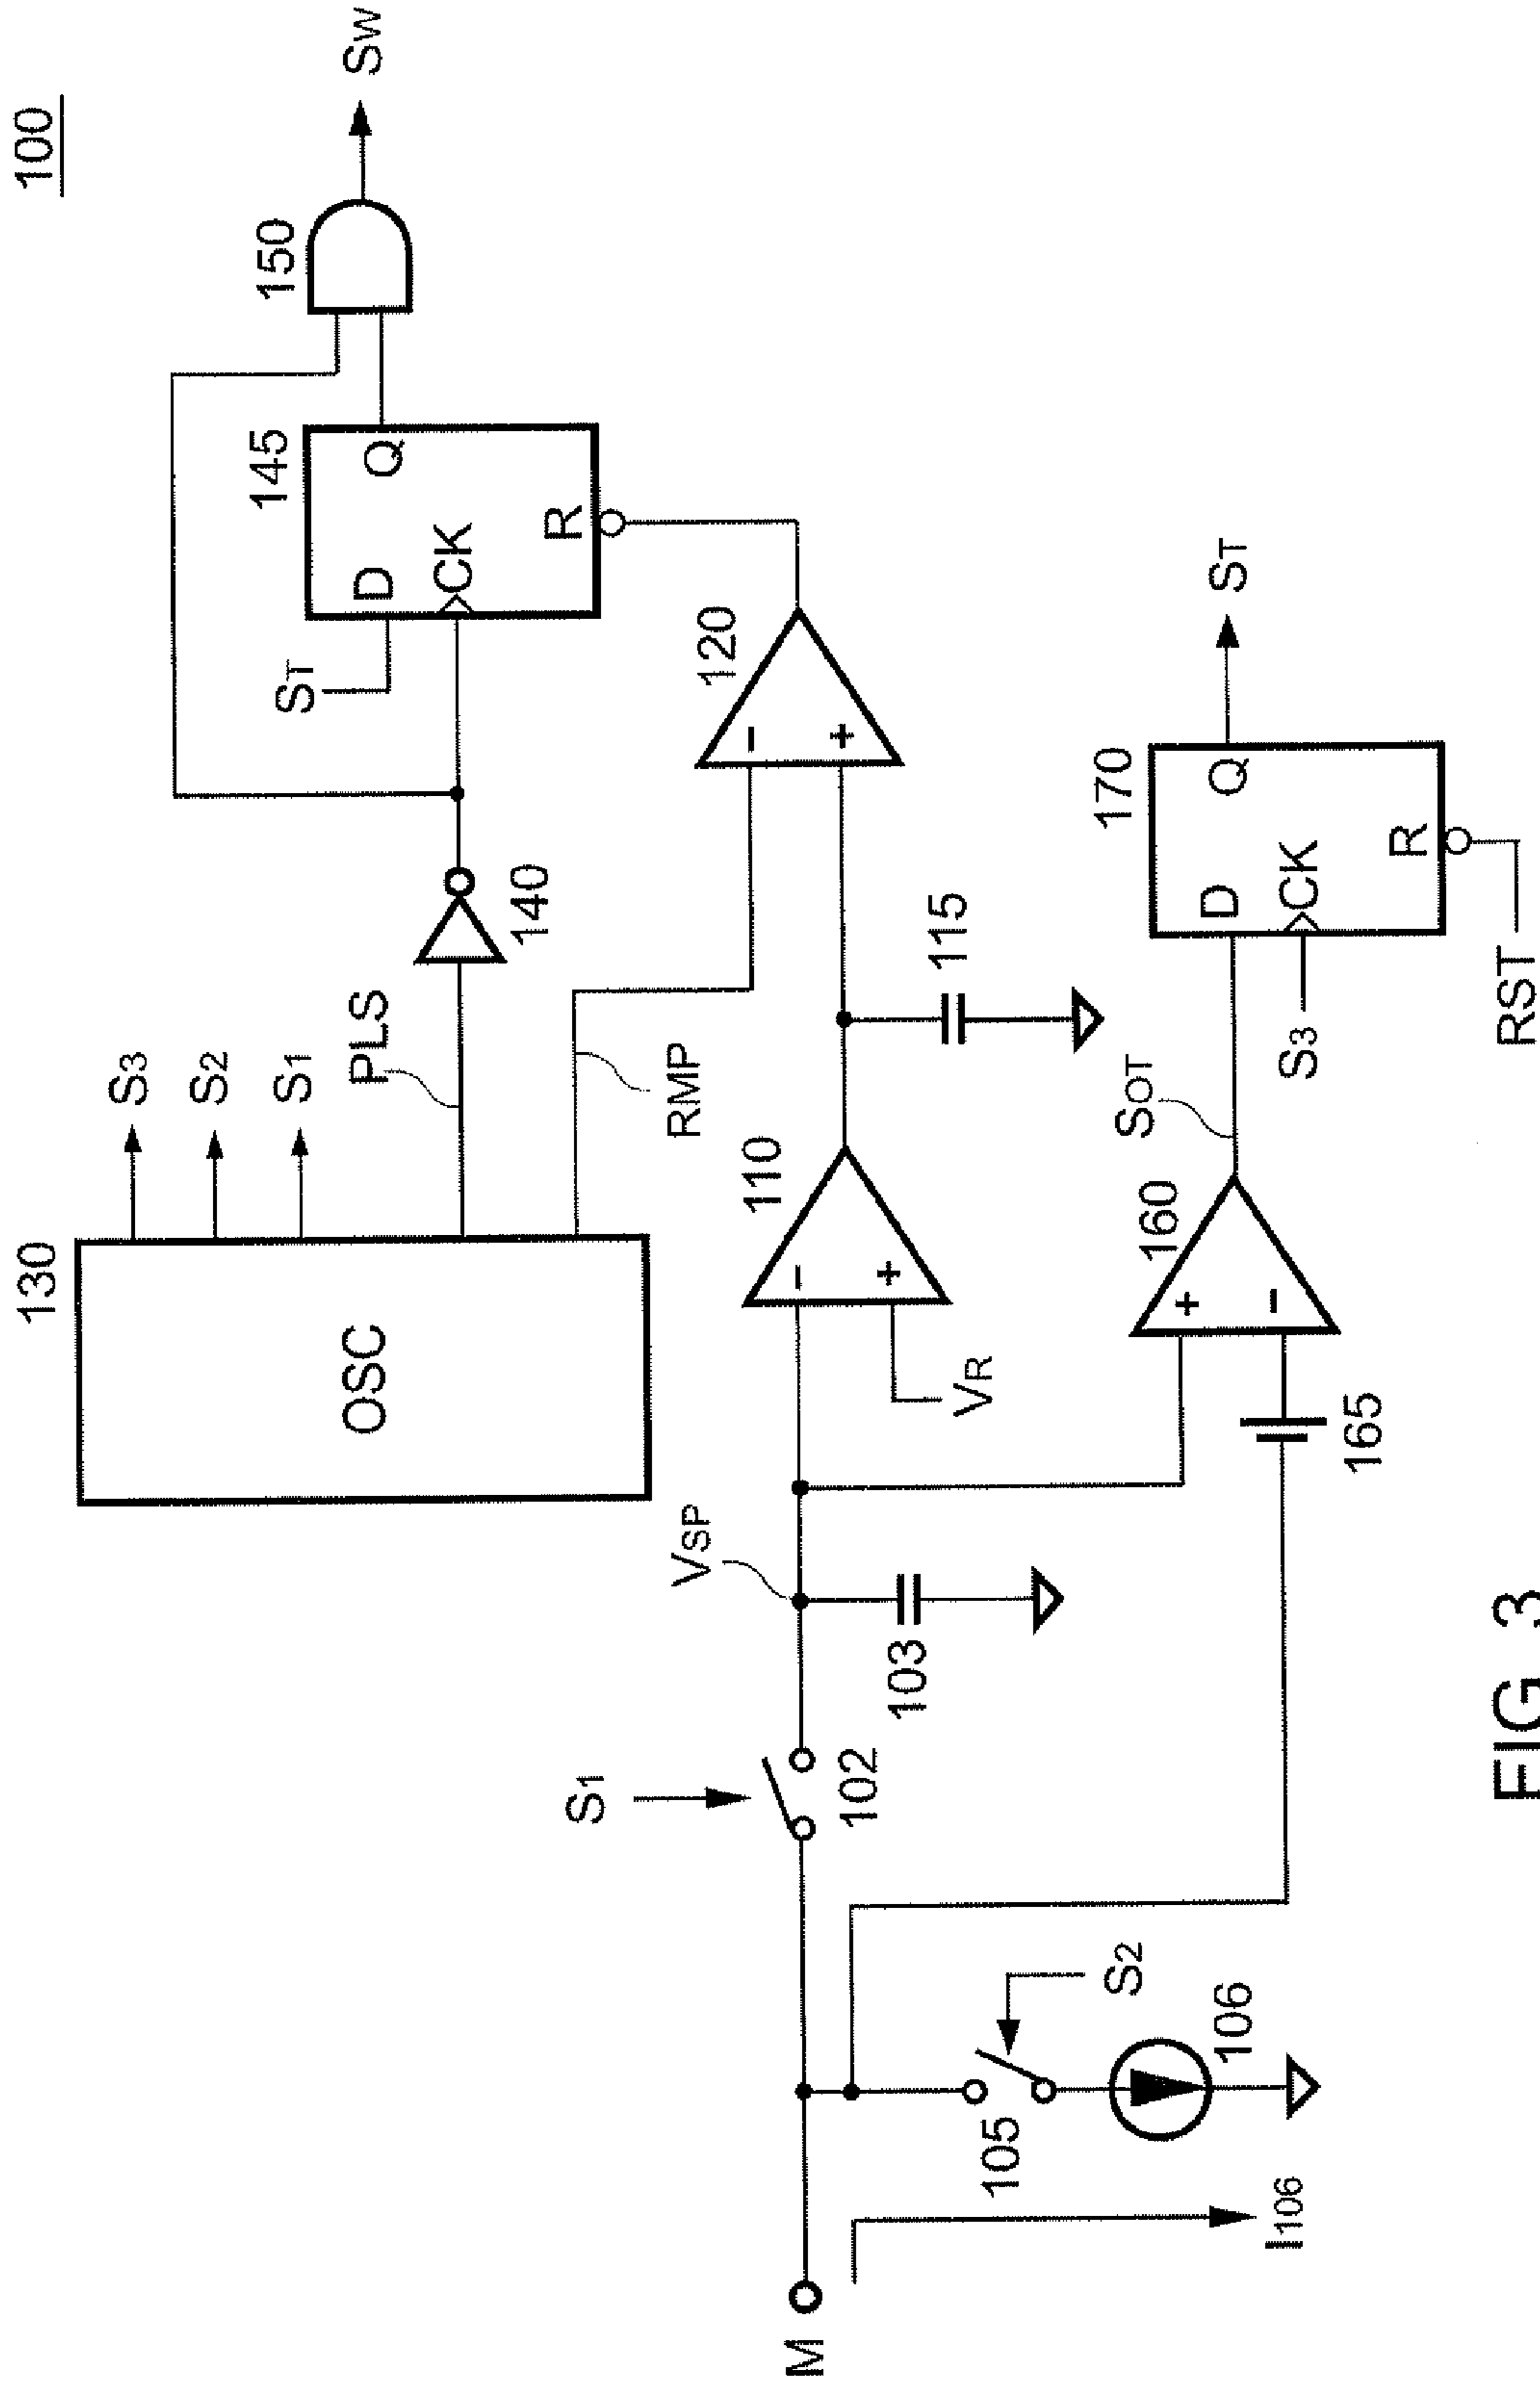 100
130
OSC
S3
S2
S1
PLS
RMP
140
ST
145
D
Q
CK
R
150
SW
M
I106
105
S2
106
S1
102
VSP
103
110
-
+
VR
115
120
-
+
160
+
-
165
SOT
170
D
Q
CK
R
S3
RST
ST
FIG. 3